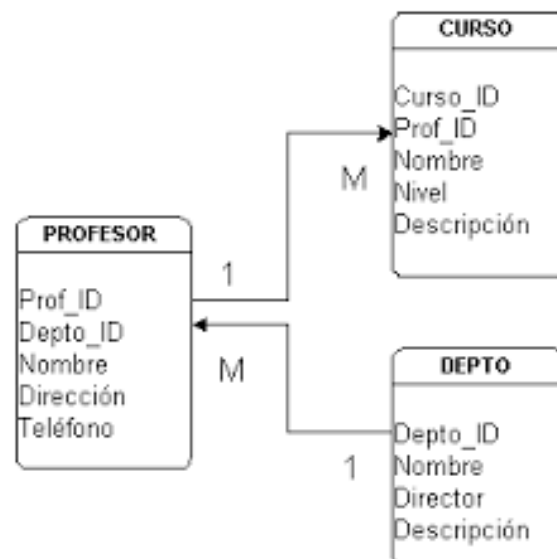 CURSO
Curso_ID
Prof_ID
Nombre
Nivel
Descripción
M
PROFESOR
Prof_ID
Depto_ID
Nombre
Dirección
Teléfono
1
M
DEPTO
Depto_ID
Nombre
Director
Descripción
1